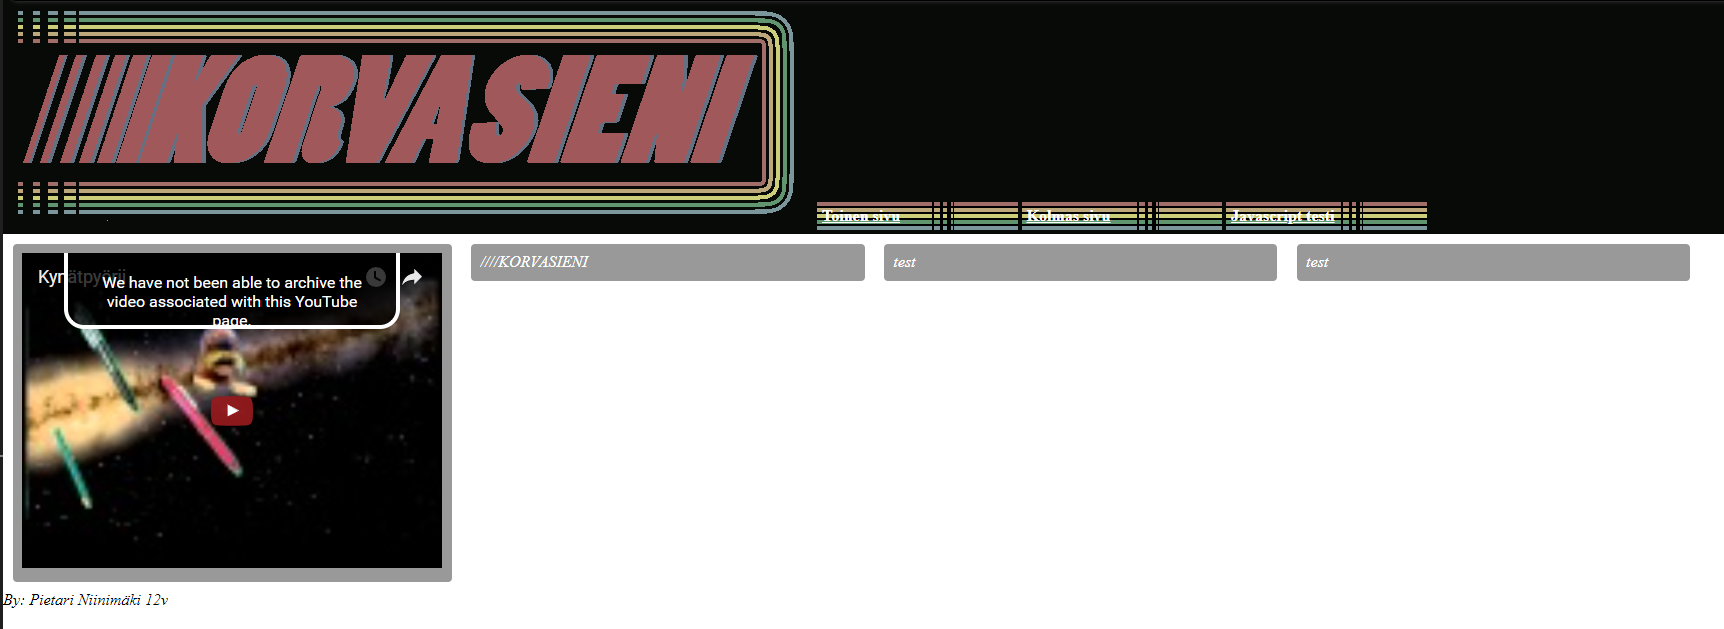 ////KORVASIENI
Toinen sivu
Kolmas sivu
Javascript testi
Kynätpyörii
We have not been able to archive the
video associated with this YouTube
page.
////KORVASIENI
test
test
By: Pietari Niinimäki 12v